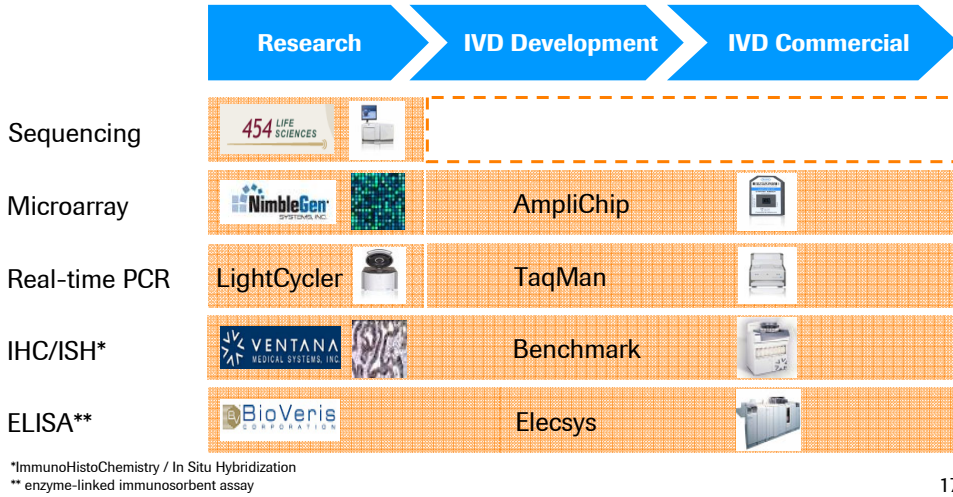 Research IVD Development IVD Commercial
Sequencing 454 LIFE SCIENCES
Microarray NimbleGen SYSTEMS, INC. AmpliChip
Real-time PCR LightCycler TaqMan
IHC/ISH* VENTANA MEDICAL SYSTEMS, INC. Benchmark
ELISA** BioVeris CORPORATION Elecsys
*ImmunoHistoChemistry / In Situ Hybridization
** enzyme-linked immunosorbent assay
17